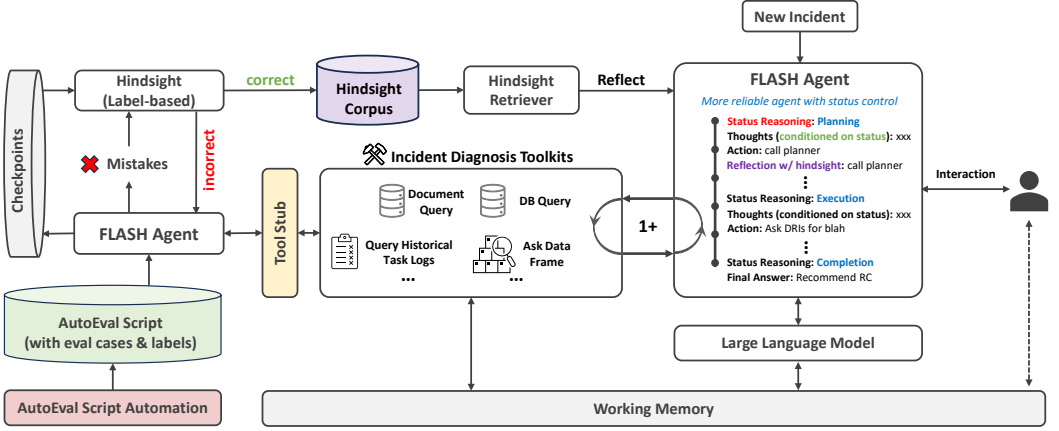 New Incident
Checkpoints
Hindsight
(Label-based)
correct
Hindsight
Corpus
Hindsight
Retriever
Reflect
Mistakes
incorrect
FLASH Agent
AutoEval Script
(with eval cases & labels)
AutoEval Script Automation
Tool Stub
Incident Diagnosis Toolkits
Document
Query
DB Query
Query Historical
Task Logs
...
Ask Data
Frame
...
1+
FLASH Agent
More reliable agent with status control
Status Reasoning: Planning
Thoughts (conditioned on status): xxx
Action: call planner
Reflection w/ hindsight: call planner
⋮
Status Reasoning: Execution
Thoughts (conditioned on status): xxx
Action: Ask DRIs for blah
⋮
Status Reasoning: Completion
Final Answer: Recommend RC
Interaction
Large Language Model
Working Memory